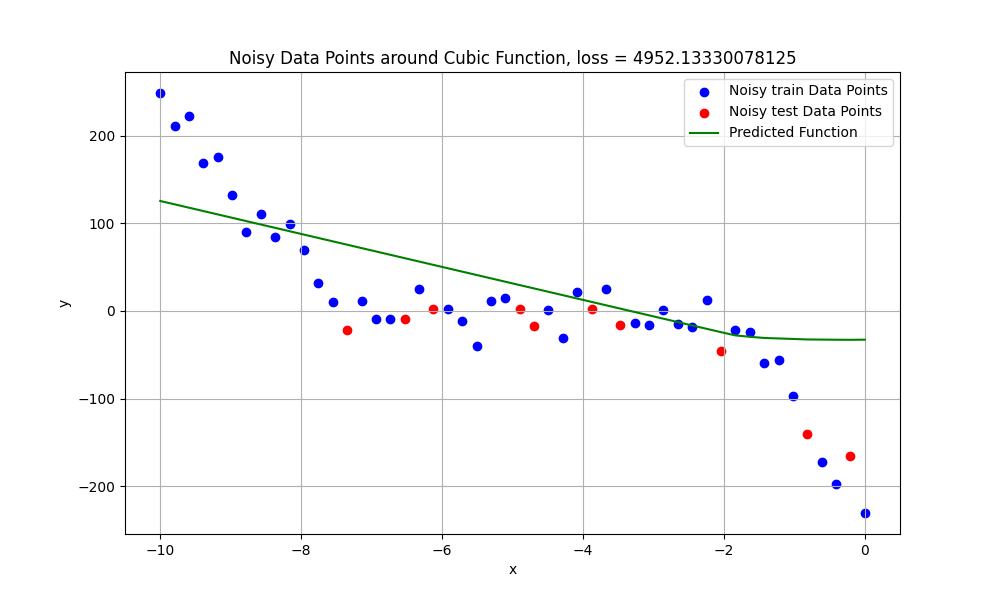 Noisy Data Points around Cubic Function, loss = 4952.13330078125
Noisy train Data Points
Noisy test Data Points
Predicted Function
y
200
100
0
−100
−200
−10
−8
−6
−4
−2
0
x